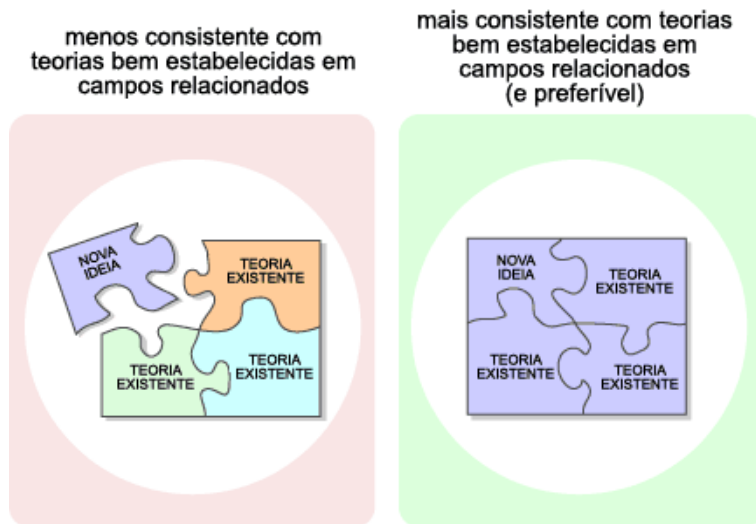 menos consistente com
teorias bem estabelecidas em
campos relacionados
mais consistente com teorias
bem estabelecidas em
campos relacionados
(e preferível)
NOVA
IDEIA
TEORIA
EXISTENTE
TEORIA
EXISTENTE
TEORIA
EXISTENTE
NOVA
IDEIA
TEORIA
EXISTENTE
TEORIA
EXISTENTE
TEORIA
EXISTENTE